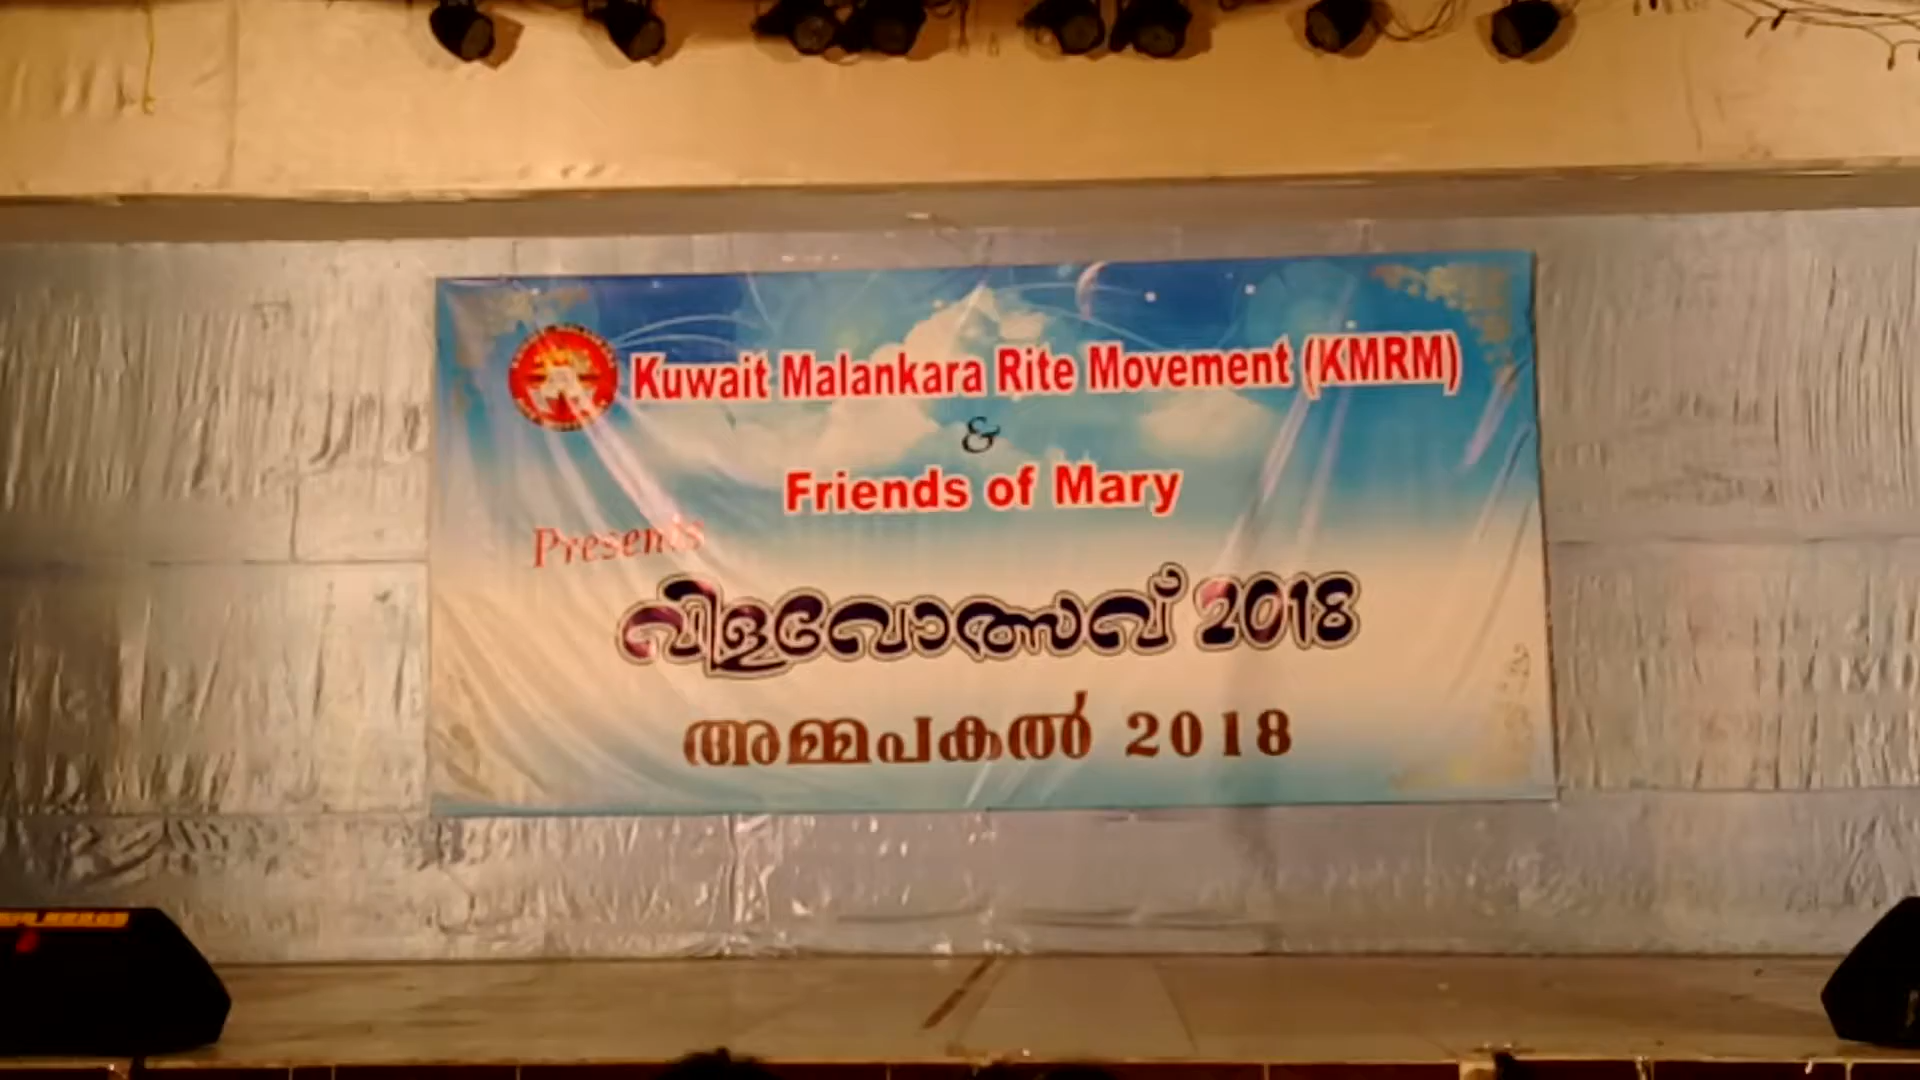 Kuwait Malankara Rite Movement (KMRM)
&
Friends of Mary
Presents
വിളവോത്സവ് 2018
അമ്മപകൽ 2018